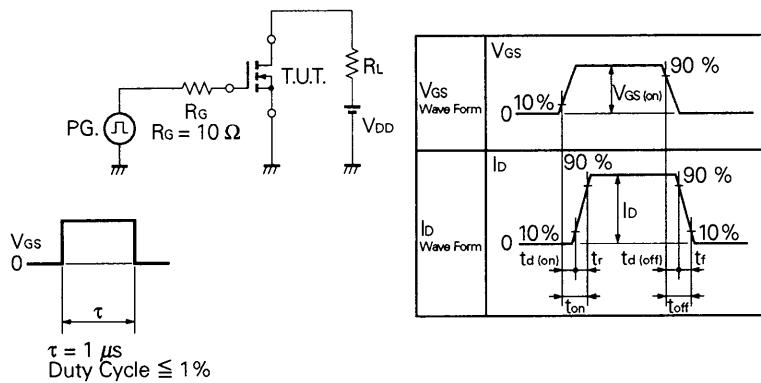 PG.
RG
RG = 10 Ω
T.U.T.
RL
VDD
VGS
0
τ
τ = 1 μs
Duty Cycle ≦ 1%
VGS
Wave Form
VGS
0
10%
VGS (on)
90 %
ID
Wave Form
ID
0
10%
90 %
ID
90 %
10%
td (on)
tr
td (off)
tf
ton
toff